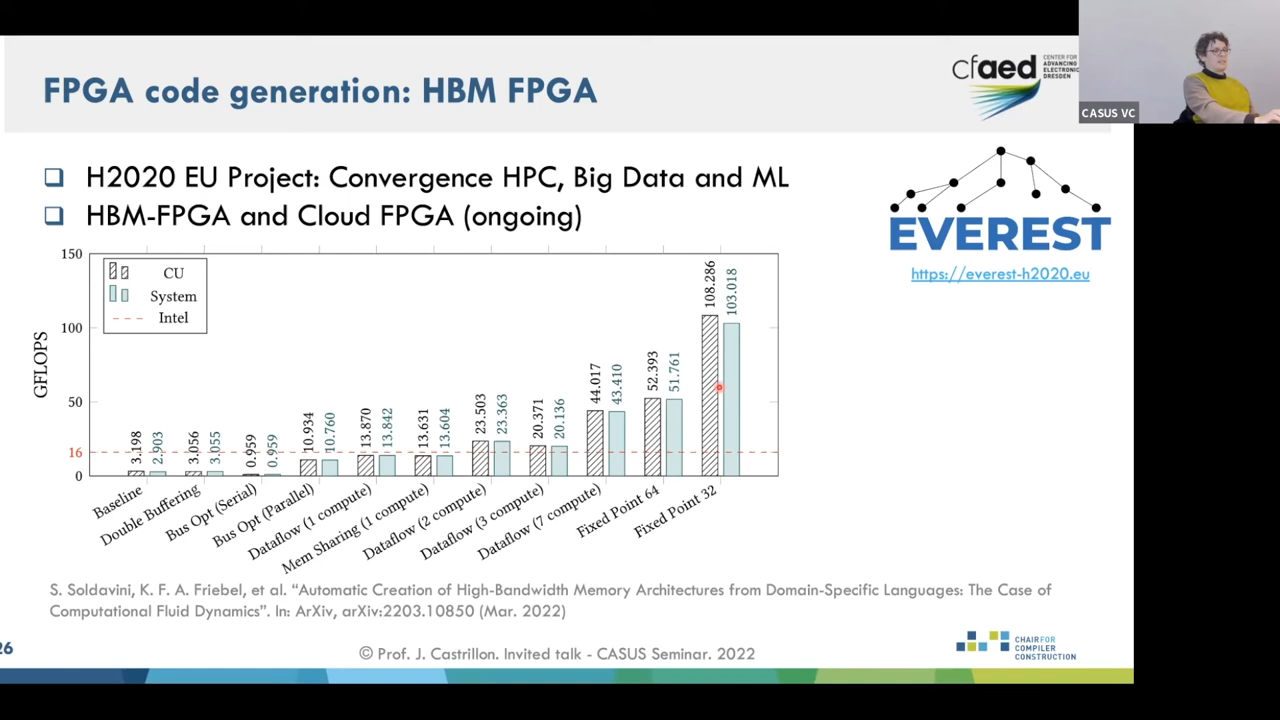 FPGA code generation: HBM FPGA
cfaed
CENTER FOR
ADVANCING
ELECTRONIC
DRESDEN
CASUS VC
H2020 EU Project: Convergence HPC, Big Data and ML
HBM-FPGA and Cloud FPGA (ongoing)
EVEREST
https://everest-h2020.eu
GFLOPS
150
100
50
16
0
CU
System
Intel
3.198
2.903
3.056
3.055
0.959
0.959
10.934
10.760
13.870
13.842
13.631
13.604
23.503
23.363
20.371
20.136
44.017
43.410
52.393
51.761
108.286
103.018
Baseline
Double Buffering
Bus Opt (Serial)
Bus Opt (Parallel)
Dataflow (1 compute)
Mem Sharing (1 compute)
Dataflow (2 compute)
Dataflow (3 compute)
Dataflow (7 compute)
Fixed Point 64
Fixed Point 32
S. Soldavini, K. F. A. Friebel, et al. “Automatic Creation of High-Bandwidth Memory Architectures from Domain-Specific Languages: The Case of
Computational Fluid Dynamics”. In: ArXiv, arXiv:2203.10850 (Mar. 2022)
26
© Prof. J. Castrillon. Invited talk - CASUS Seminar. 2022
CHAIR FOR
COMPILER
CONSTRUCTION